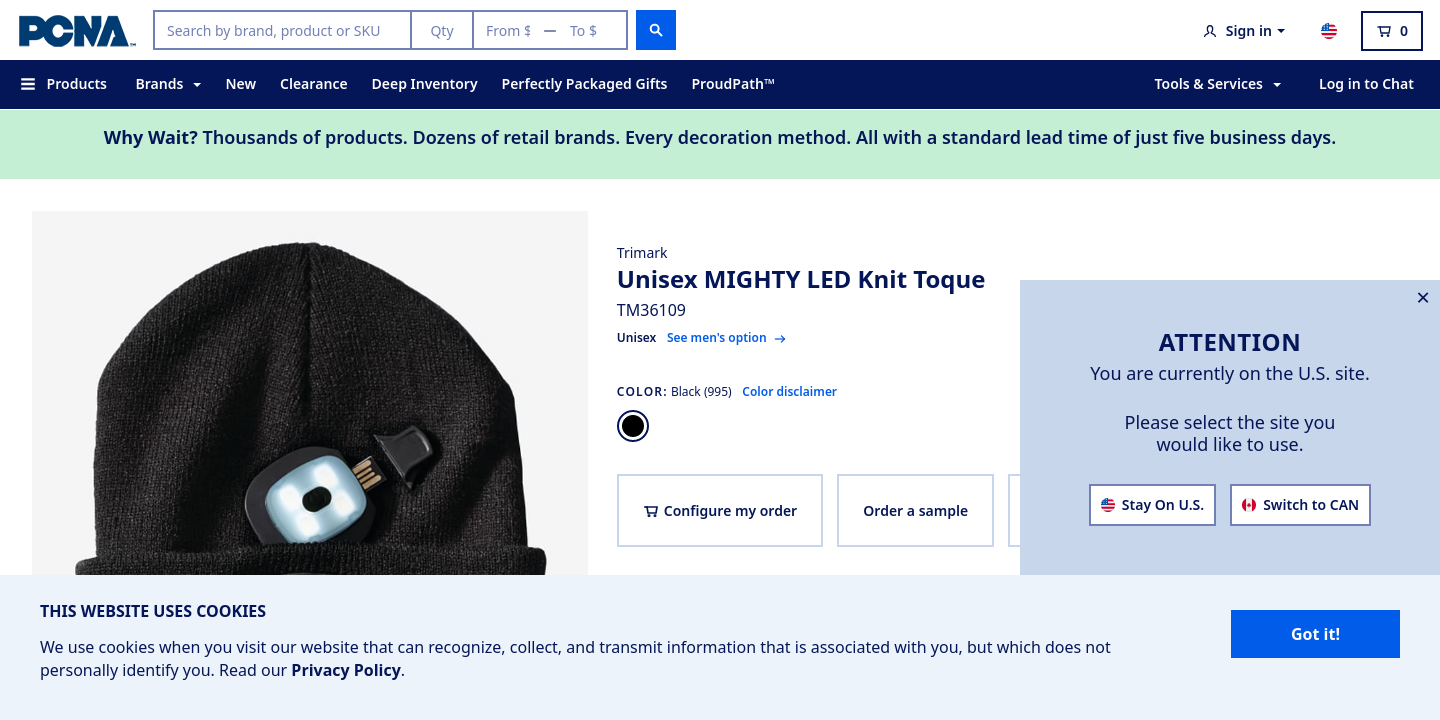 PCNA™
Search by brand, product or SKU
Qty
From $ — To $
Sign in
0
Products
Brands
New
Clearance
Deep Inventory
Perfectly Packaged Gifts
ProudPath™
Tools & Services
Log in to Chat
Why Wait? Thousands of products. Dozens of retail brands. Every decoration method. All with a standard lead time of just five business days.
Trimark
Unisex MIGHTY LED Knit Toque
TM36109
Unisex See men's option →
COLOR: Black (995) Color disclaimer
Configure my order
Order a sample
×
ATTENTION
You are currently on the U.S. site.
Please select the site you
would like to use.
Stay On U.S.
Switch to CAN
THIS WEBSITE USES COOKIES
We use cookies when you visit our website that can recognize, collect, and transmit information that is associated with you, but which does not
personally identify you. Read our Privacy Policy.
Got it!